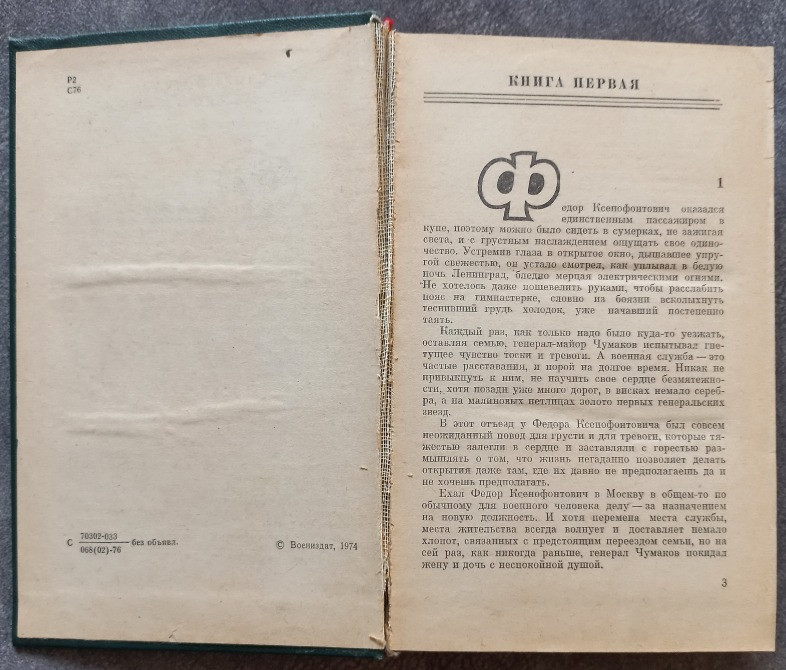 Р2
С76
С 70302-033
068(02)-76 без объявл.
© Воениздат, 1974
КНИГА ПЕРВАЯ
1
Федор Ксенофонтович оказался
единственным пассажиром в
купе, поэтому можно было сидеть в сумерках, не зажигая
света, и с грустным наслаждением ощущать свое одино-
чество. Устремив глаза в открытое окно, дышавшее упру-
гой свежестью, он устало смотрел, как уплывал в белую
ночь Ленинград, бледно мерцая электрическими огнями.
Не хотелось даже пошевелить руками, чтобы расслабить
пояс на гимнастерке, словно из боязни всколыхнуть
теснивший грудь холодок, уже начавший постепенно
таять.
Каждый раз, как только надо было куда-то уезжать,
оставляя семью, генерал-майор Чумаков испытывал гне-
тущее чувство тоски и тревоги. А военная служба — это
частые расставания, и порой на долгое время. Никак не
привыкнуть к ним, не научить свое сердце безмятежнос-
ти, хотя позади уже много дорог, в висках немало сереб-
ра, а на малиновых петлицах золото первых генеральских
звезд.
В этот отъезд у Федора Ксенофонтовича был совсем
неожиданный повод для грусти и для тревоги, которые тя-
жестью залегли в сердце и заставляли с горестью раз-
мышлять о том, что жизнь негаданно позволяет делать
открытия даже там, где их давно не предполагаешь да и
не хочешь предполагать.
Ехал Федор Ксенофонтович в Москву в общем-то по
обычному для военного человека делу — за назначением
на новую должность. И хотя перемена места службы,
места жительства всегда волнует и доставляет немало
хлопот, связанных с предстоящим переездом семьи, но на
сей раз, как никогда раньше, генерал Чумаков покидал
жену и дочь с неспокойной душой.
3